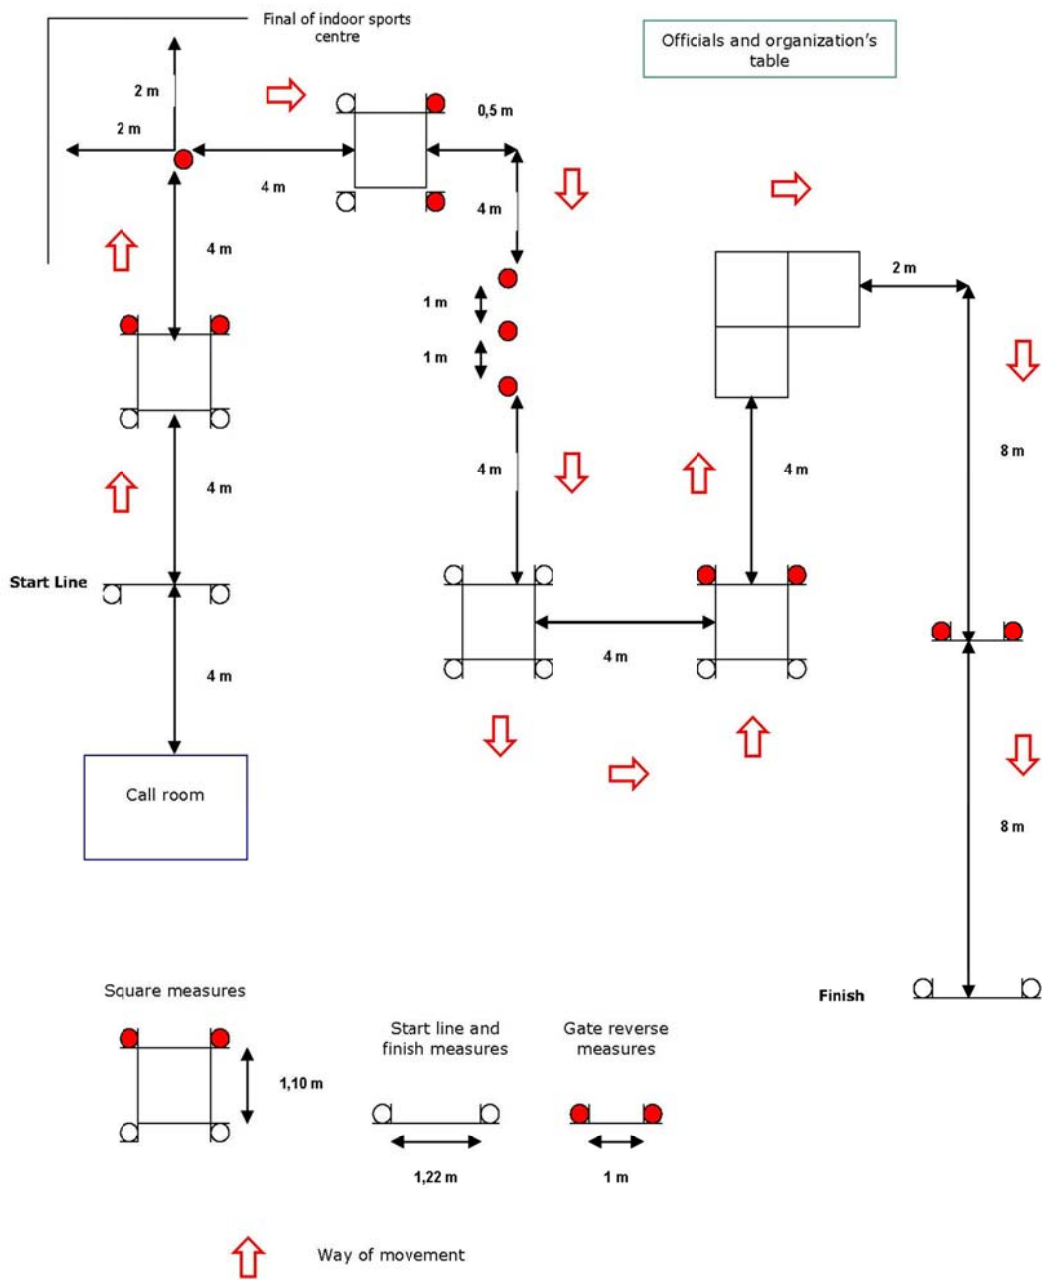 Final of indoor sports
centre
Officials and organization's
table
2 m
2 m
0,5 m
4 m
4 m
4 m
2 m
1 m
1 m
8 m
4 m
4 m
4 m
Start Line
4 m
4 m
Call room
8 m
Finish
Square measures
Start line and
finish measures
Gate reverse
measures
1,10 m
1,22 m
1 m
Way of movement